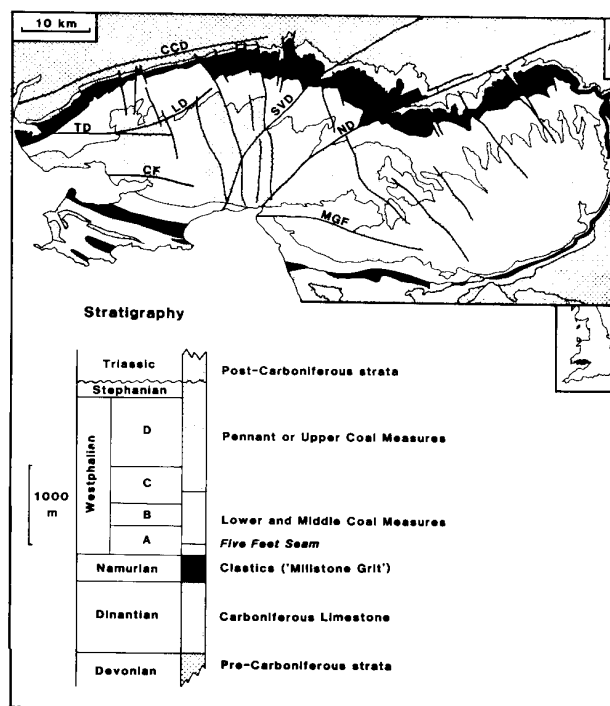 10 km
CCD
TD
LD
SVD
ND
CF
MGF
Stratigraphy
Triassic
Post-Carboniferous strata
Stephanian
Westphalian
D
Pennant or Upper Coal Measures
C
1000
m
B
Lower and Middle Coal Measures
A
Five Feet Seam
Namurian
Clastics ('Millstone Grit')
Dinantian
Carboniferous Limestone
Devonian
Pre-Carboniferous strata